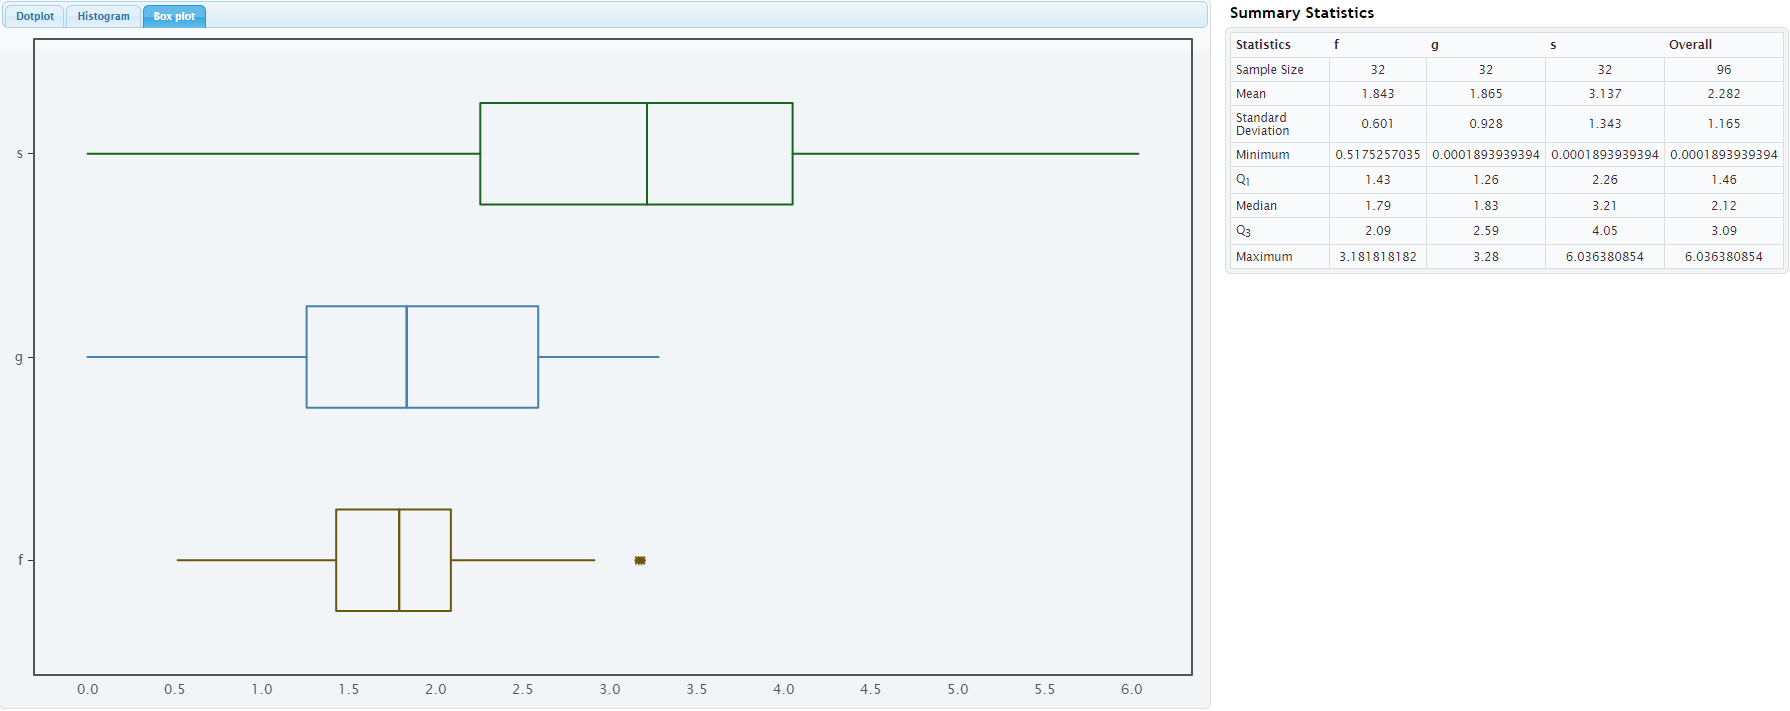 Dotplot Histogram Box plot
s
g
f
0.0 0.5 1.0 1.5 2.0 2.5 3.0 3.5 4.0 4.5 5.0 5.5 6.0
Summary Statistics
Statistics f g s Overall
Sample Size 32 32 32 96
Mean 1.843 1.865 3.137 2.282
Standard
Deviation 0.601 0.928 1.343 1.165
Minimum 0.5175257035 0.0001893939394 0.0001893939394 0.0001893939394
Q1 1.43 1.26 2.26 1.46
Median 1.79 1.83 3.21 2.12
Q3 2.09 2.59 4.05 3.09
Maximum 3.181818182 3.28 6.036380854 6.036380854